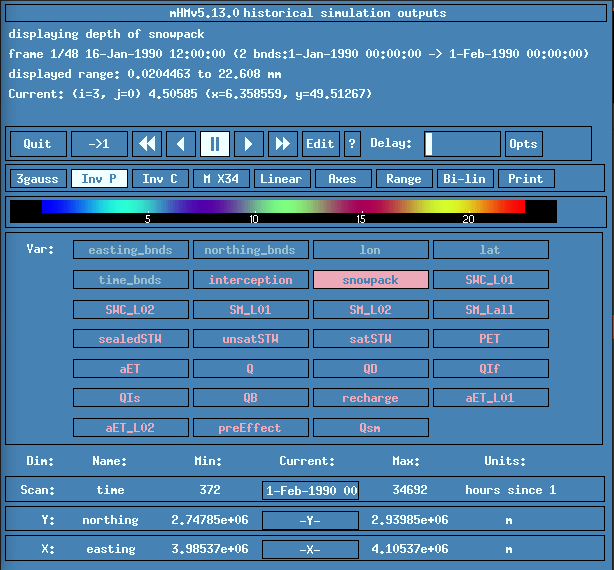 mHMv5.13.0 historical simulation outputs
displaying depth of snowpack
frame 1/48 16-Jan-1990 12:00:00 (2 bnds:1-Jan-1990 00:00:00 -> 1-Feb-1990 00:00:00)
displayed range: 0.0204463 to 22.608 mm
Current: (i=3, j=0) 4.50585 (x=6.358559, y=49.51267)
Quit ->1 Edit ? Delay: Opts
3gauss Inv P Inv C M X34 Linear Axes Range Bi-lin Print
5 10 15 20
Var: easting_bnds northing_bnds lon lat
time_bnds interception snowpack SWC_L01
SWC_L02 SM_L01 SM_L02 SM_Lall
sealedSTW unsatSTW satSTW PET
aET Q QD QIf
QIs QB recharge aET_L01
aET_L02 preEffect Qsm
Dim: Name: Min: Current: Max: Units:
Scan: time 372 1-Feb-1990 00 34692 hours since 1
Y: northing 2.74785e+06 -Y- 2.93985e+06 m
X: easting 3.98537e+06 -X- 4.10537e+06 m